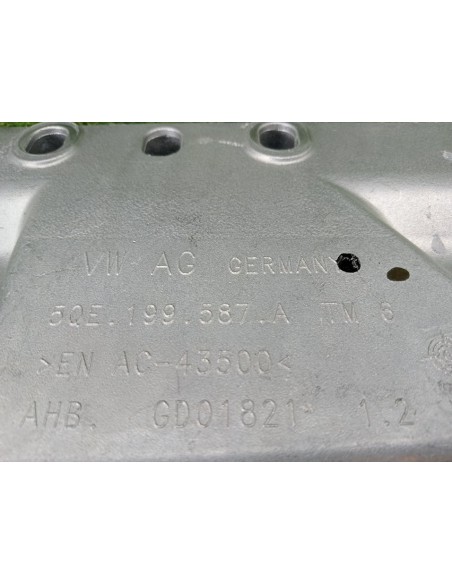 VW AG GERMANY
5QE.199.587.A TM 6
>EN AC-43500<
AHB. GD01821 1.2